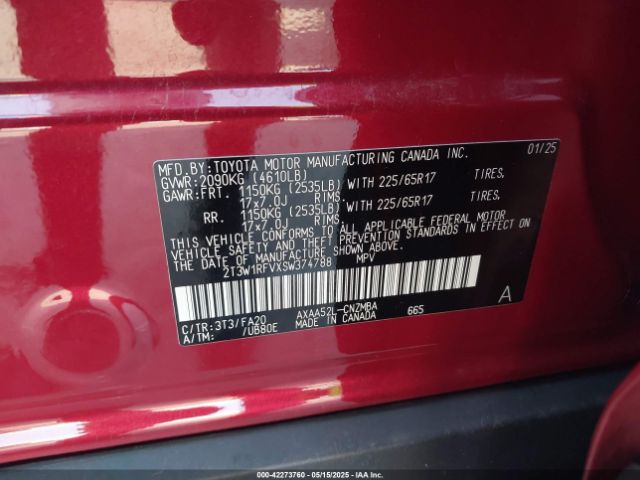 MFD.BY:TOYOTA MOTOR MANUFACTURING CANADA INC. 01/25
GVWR:2090KG (4610LB)
GAWR:FRT. 1150KG (2535LB) WITH 225/65R17 TIRES.
17x7.0J RIMS.
RR. 1150KG (2535LB) WITH 225/65R17 TIRES.
17x7.0J RIMS.
THIS VEHICLE CONFORMS TO ALL APPLICABLE FEDERAL MOTOR
VEHICLE SAFETY AND THEFT PREVENTION STANDARDS IN EFFECT ON
THE DATE OF MANUFACTURE SHOWN ABOVE.
2T3W1RFVXSW374788 MPV
A
C/TR:3T3/FA20 AXAA52L-CNZMBA 665
A/TM: /UB80E MADE IN CANADA
000-42273760 - 05/15/2025 - IAAI.COM